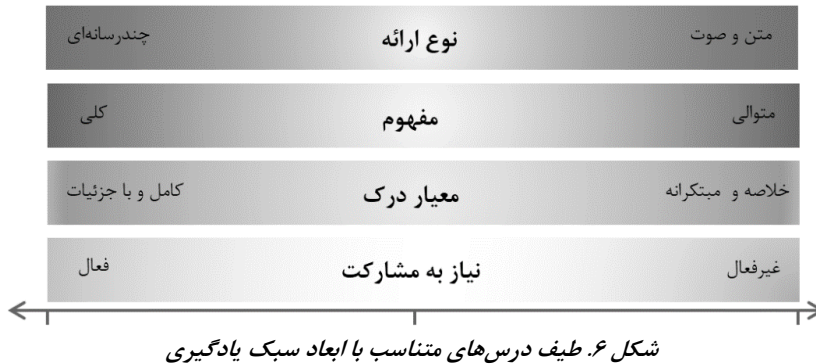 متن و صوت نوع ارائه چندرسانه‌ای
متوالی مفهوم کلی
خلاصه و مبتکرانه معیار درک کامل و با جزئیات
غیرفعال نیاز به مشارکت فعال
شکل ۶. طیف درس‌های متناسب با ابعاد سبک یادگیری